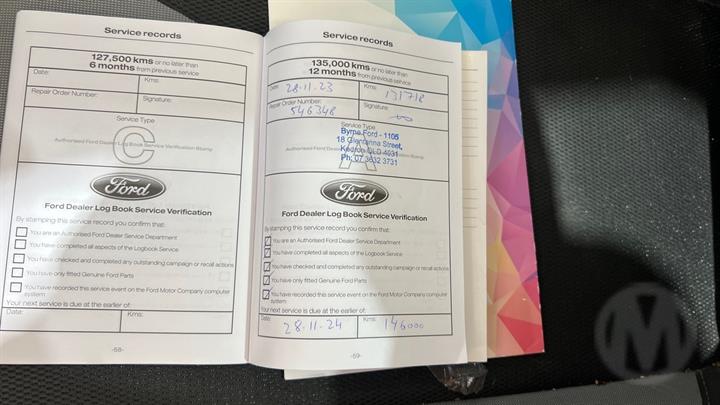 Service records
127,500 kms or no later than
6 months from previous service
Date:
Kms:
Repair Order Number:
Signature:
Service Type
C
Authorised Ford Dealer Log Book Service Verification Stamp
Ford
Ford Dealer Log Book Service Verification
By stamping this service record you confirm that:
You are an Authorised Ford Dealer Service Department
You have completed all aspects of the Logbook Service
You have checked and completed any outstanding campaign or recall actions
You have only fitted Genuine Ford Parts
You have recorded this service event on the Ford Motor Company computer
system
Your next service is due at the earlier of:
Date:
Kms:
-58-
Service records
135,000 kms or no later than
12 months from previous service
Date: 28.11.23
Kms: 131718
Repair Order Number: 546348
Signature:
Service Type
A
Byrne Ford - 1105
18 Glentanna Street,
Kedron QLD 4031
Ph: 07 3632 3731
Authorised Ford Dealer
Ford
Ford Dealer Log Book Service Verification
By stamping this service record you confirm that:
You are an Authorised Ford Dealer Service Department
You have completed all aspects of the Logbook Service
You have checked and completed any outstanding campaign or recall actions
You have only fitted Genuine Ford Parts
You have recorded this service event on the Ford Motor Company computer
system
Your next service is due at the earlier of:
Date: 28.11.24
Kms: 146000
-59-
M